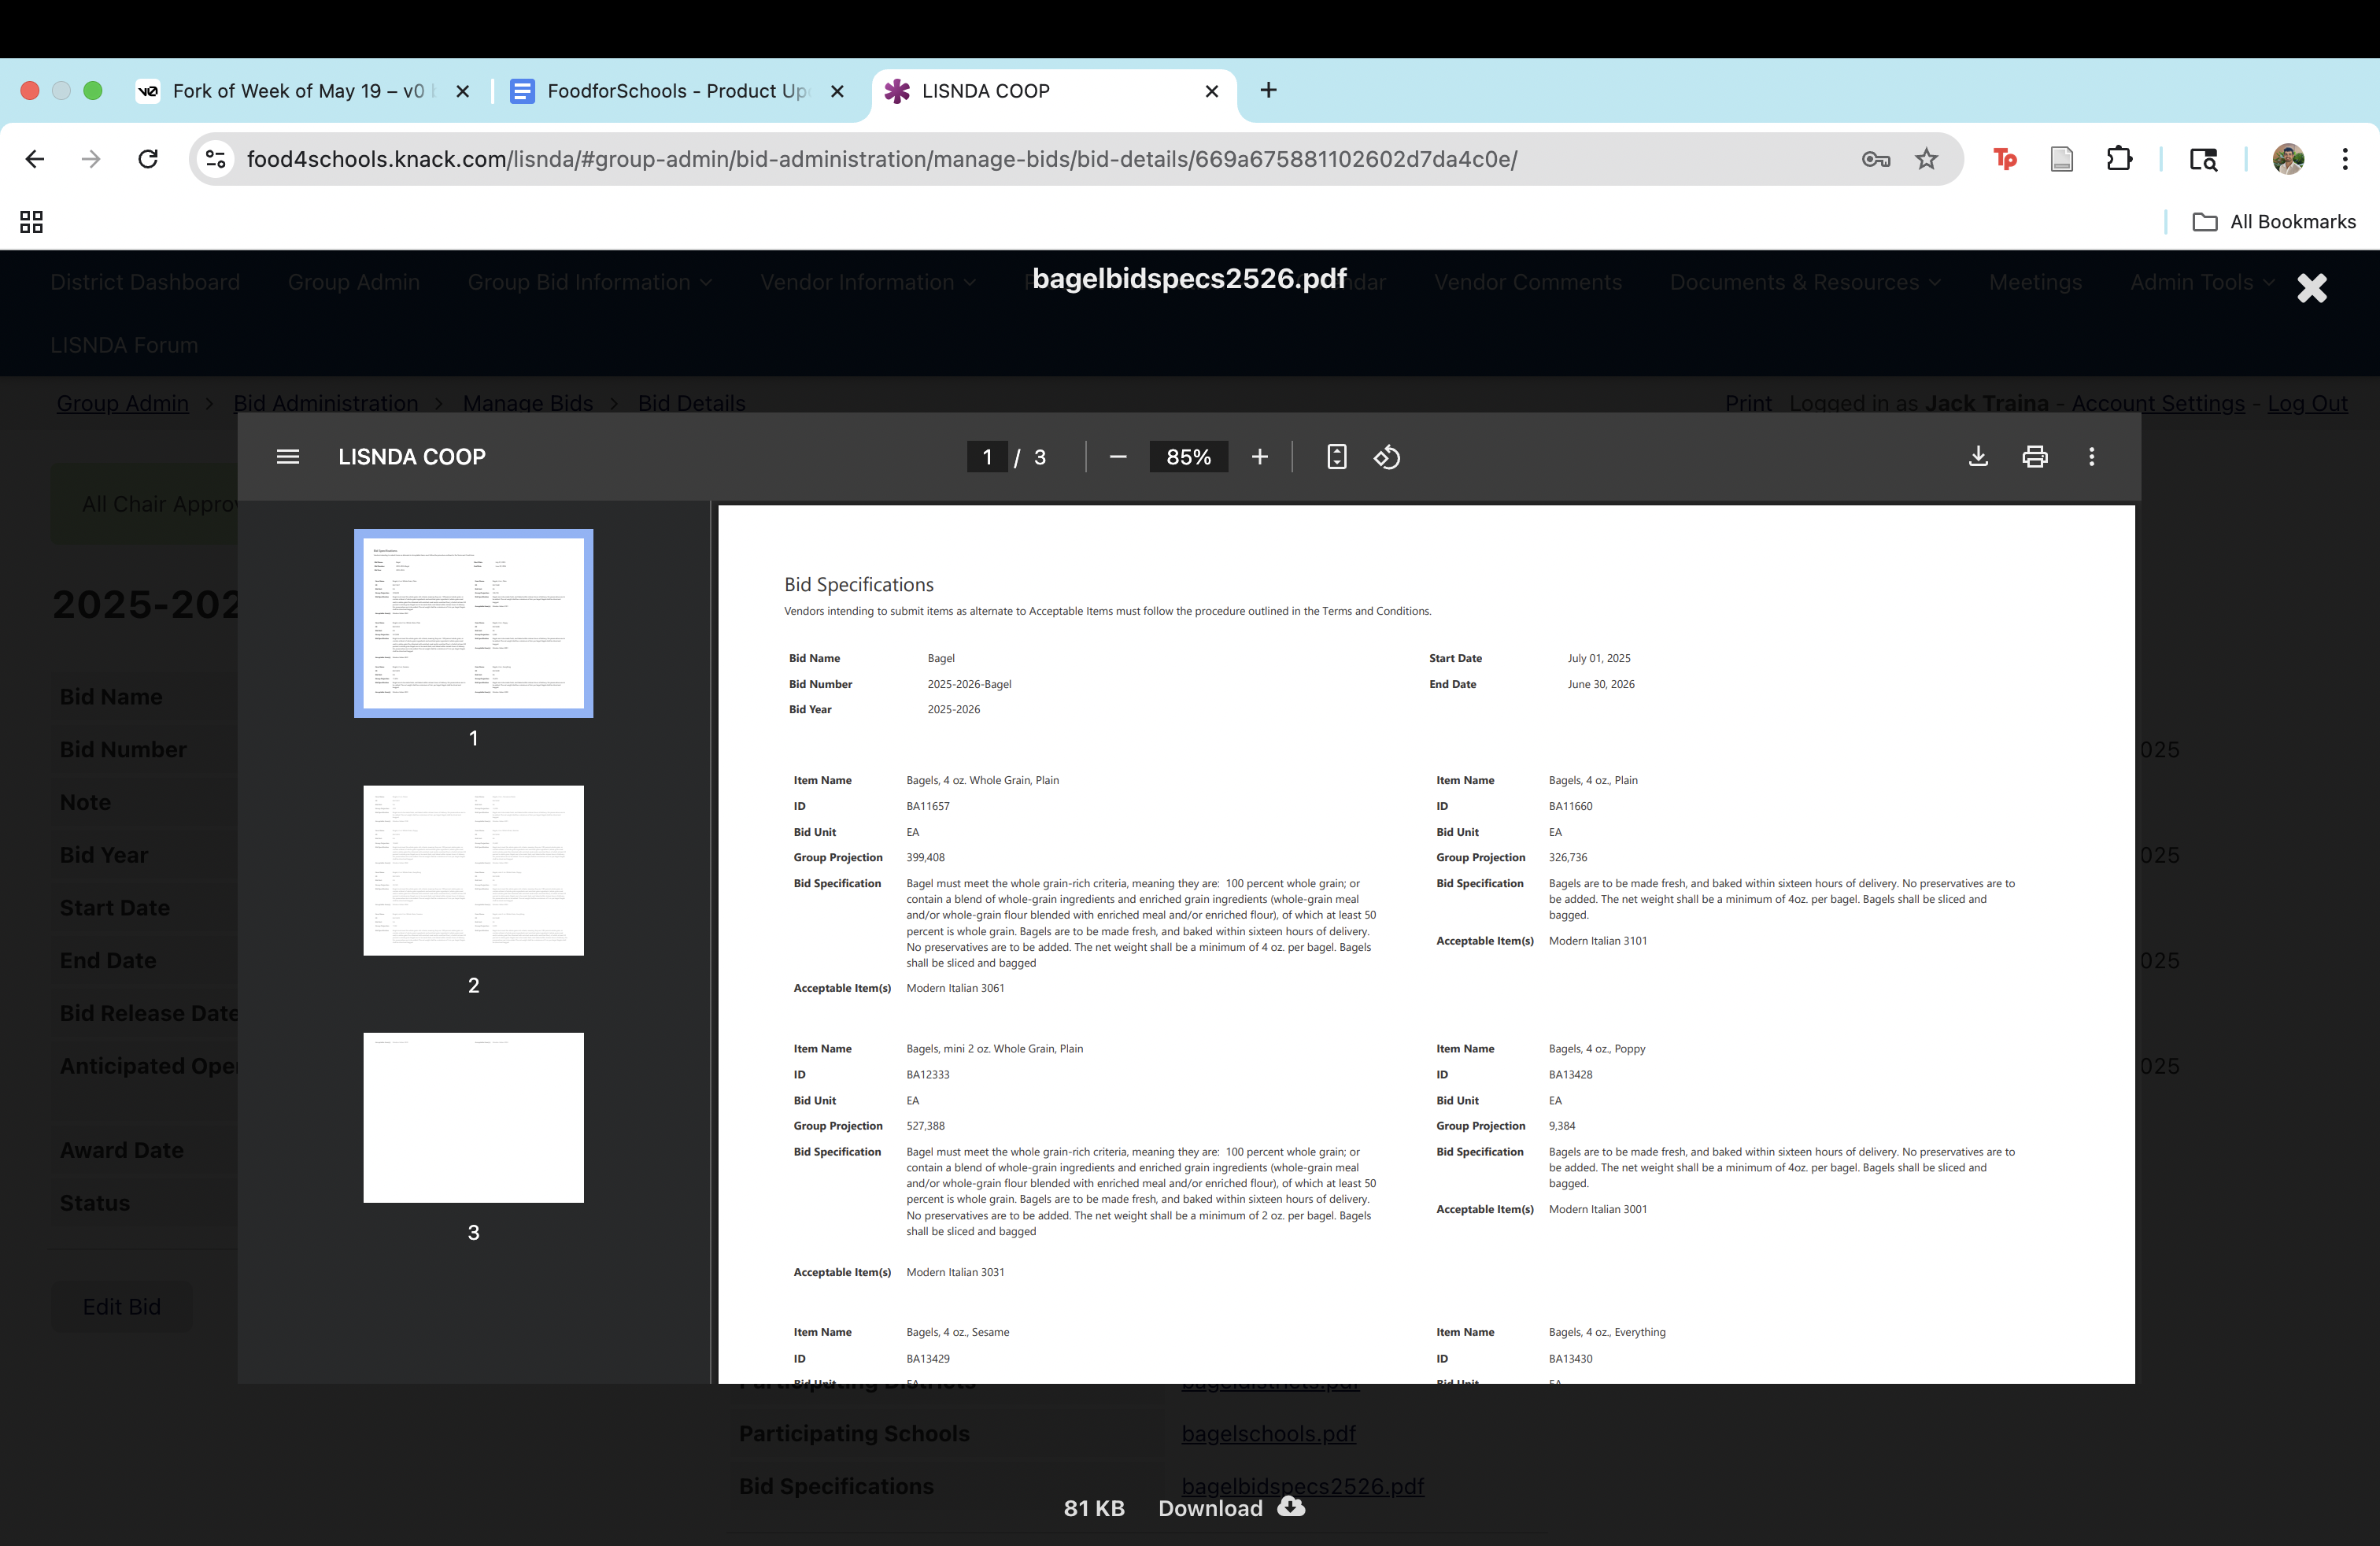 Fork of Week of May 19 – v0 b
FoodforSchools - Product Up
LISNDA COOP
food4schools.knack.com/lisnda/#group-admin/bid-administration/manage-bids/bid-details/669a675881102602d7da4c0e/
All Bookmarks
District Dashboard
Group Admin
Group Bid Information
Vendor Information
bagelbidspecs2526.pdf
ndar
Vendor Comments
Documents & Resources
Meetings
Admin Tools
LISNDA Forum
Group Admin > Bid Administration > Manage Bids > Bid Details
Print Logged in as Jack Traina - Account Settings - Log Out
LISNDA COOP
1 / 3
85%
All Chair Approv
2025-202
Bid Name
Bid Number
025
Note
Bid Year
025
Start Date
End Date
025
Bid Release Date
Anticipated Ope
025
Award Date
Status
Edit Bid
1
2
3
Bid Specifications
Vendors intending to submit items as alternate to Acceptable Items must follow the procedure outlined in the Terms and Conditions.
Bid Name Bagel
Bid Number 2025-2026-Bagel
Bid Year 2025-2026
Start Date July 01, 2025
End Date June 30, 2026
Item Name Bagels, 4 oz. Whole Grain, Plain
ID BA11657
Bid Unit EA
Group Projection 399,408
Bid Specification Bagel must meet the whole grain-rich criteria, meaning they are: 100 percent whole grain; or
contain a blend of whole-grain ingredients and enriched grain ingredients (whole-grain meal
and/or whole-grain flour blended with enriched meal and/or enriched flour), of which at least 50
percent is whole grain. Bagels are to be made fresh, and baked within sixteen hours of delivery.
No preservatives are to be added. The net weight shall be a minimum of 4 oz. per bagel. Bagels
shall be sliced and bagged
Acceptable Item(s) Modern Italian 3061
Item Name Bagels, 4 oz., Plain
ID BA11660
Bid Unit EA
Group Projection 326,736
Bid Specification Bagels are to be made fresh, and baked within sixteen hours of delivery. No preservatives are to
be added. The net weight shall be a minimum of 4oz. per bagel. Bagels shall be sliced and
bagged.
Acceptable Item(s) Modern Italian 3101
Item Name Bagels, mini 2 oz. Whole Grain, Plain
ID BA12333
Bid Unit EA
Group Projection 527,388
Bid Specification Bagel must meet the whole grain-rich criteria, meaning they are: 100 percent whole grain; or
contain a blend of whole-grain ingredients and enriched grain ingredients (whole-grain meal
and/or whole-grain flour blended with enriched meal and/or enriched flour), of which at least 50
percent is whole grain. Bagels are to be made fresh, and baked within sixteen hours of delivery.
No preservatives are to be added. The net weight shall be a minimum of 2 oz. per bagel. Bagels
shall be sliced and bagged
Acceptable Item(s) Modern Italian 3031
Item Name Bagels, 4 oz., Poppy
ID BA13428
Bid Unit EA
Group Projection 9,384
Bid Specification Bagels are to be made fresh, and baked within sixteen hours of delivery. No preservatives are to
be added. The net weight shall be a minimum of 4oz. per bagel. Bagels shall be sliced and
bagged.
Acceptable Item(s) Modern Italian 3001
Item Name Bagels, 4 oz., Sesame
ID BA13429
Bid Unit EA
Item Name Bagels, 4 oz., Everything
ID BA13430
Bid Unit EA
Participating Districts bageldistricts.pdf
Participating Schools bagelschools.pdf
Bid Specifications bagelbidspecs2526.pdf
81 KB Download